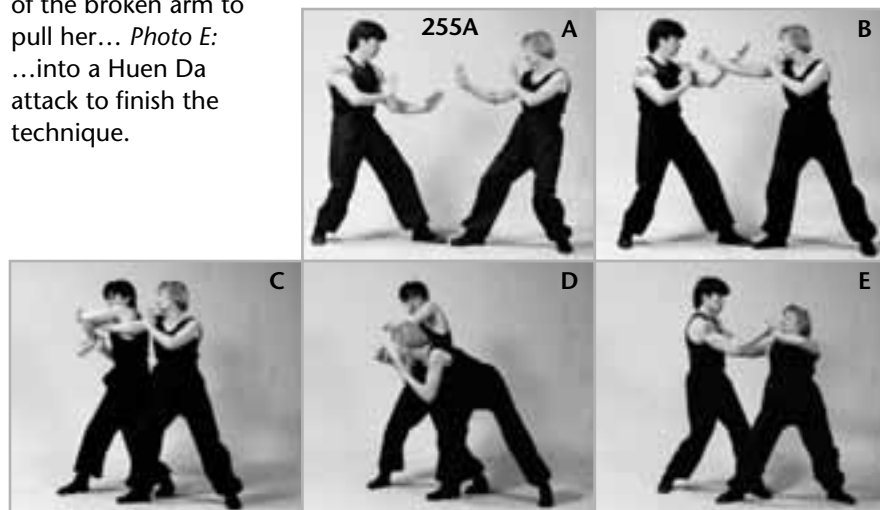 of the broken arm to
pull her… Photo E:
…into a Huen Da
attack to finish the
technique.
255A
A
B
C
D
E